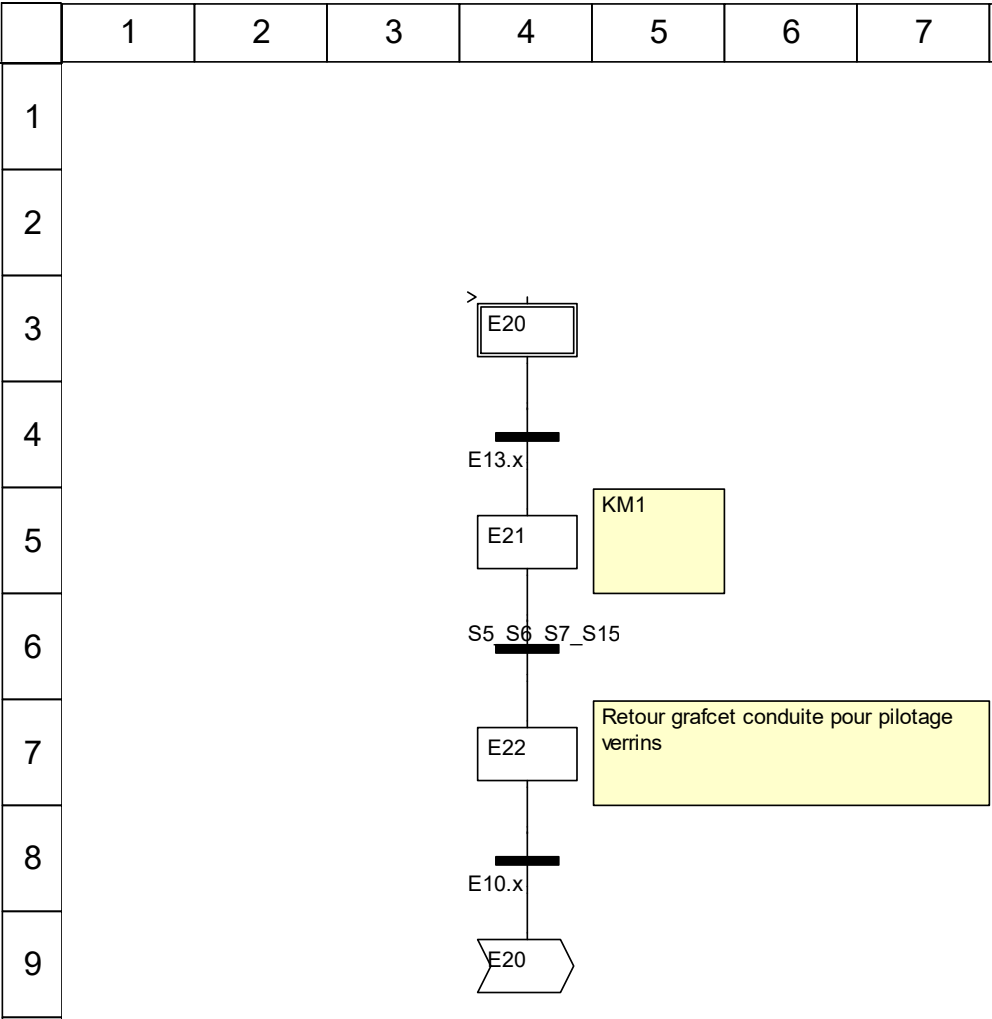 1 2 3 4 5 6 7
1
2
3
>
E20
4
E13.x
5
E21
KM1
6
S5_S6_S7_S15
7
E22
Retour grafcet conduite pour pilotage
verrins
8
E10.x
9
E20